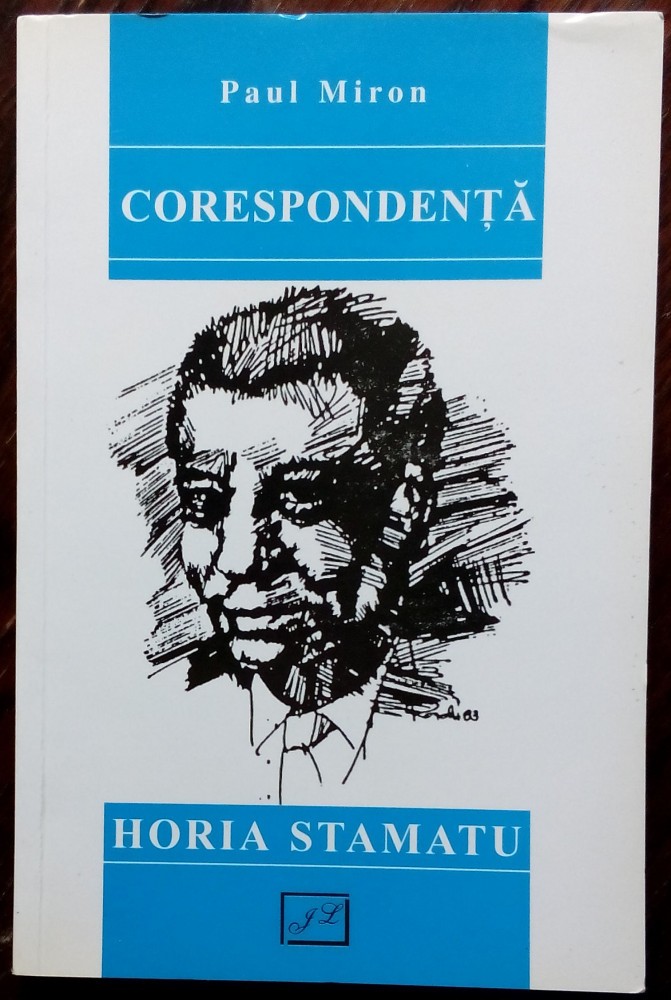 Paul Miron
CORESPONDENȚĂ
HORIA STAMATU
JL